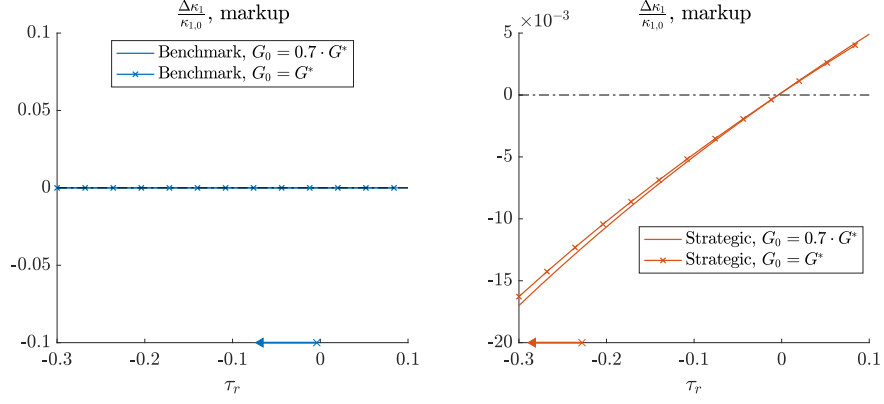 Δκ₁/κ₁,₀, markup
0.1
0.05
0
-0.05
-0.1
Benchmark, G₀ = 0.7 · G*
Benchmark, G₀ = G*
-0.3 -0.2 -0.1 0 0.1
τᵣ
Δκ₁/κ₁,₀, markup
×10⁻³
5
0
-5
-10
-15
-20
Strategic, G₀ = 0.7 · G*
Strategic, G₀ = G*
-0.3 -0.2 -0.1 0 0.1
τᵣ